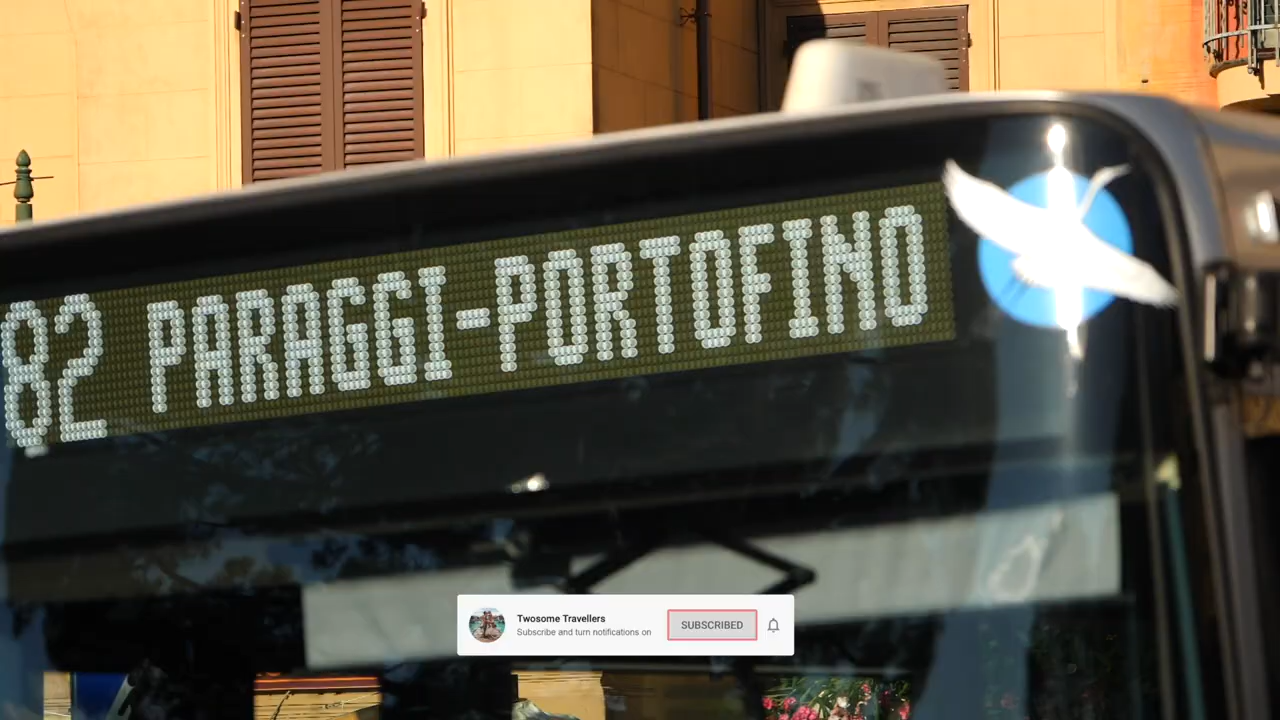 82 PARAGGI-PORTOFINO
Twosome Travellers
Subscribe and turn notifications on
SUBSCRIBED